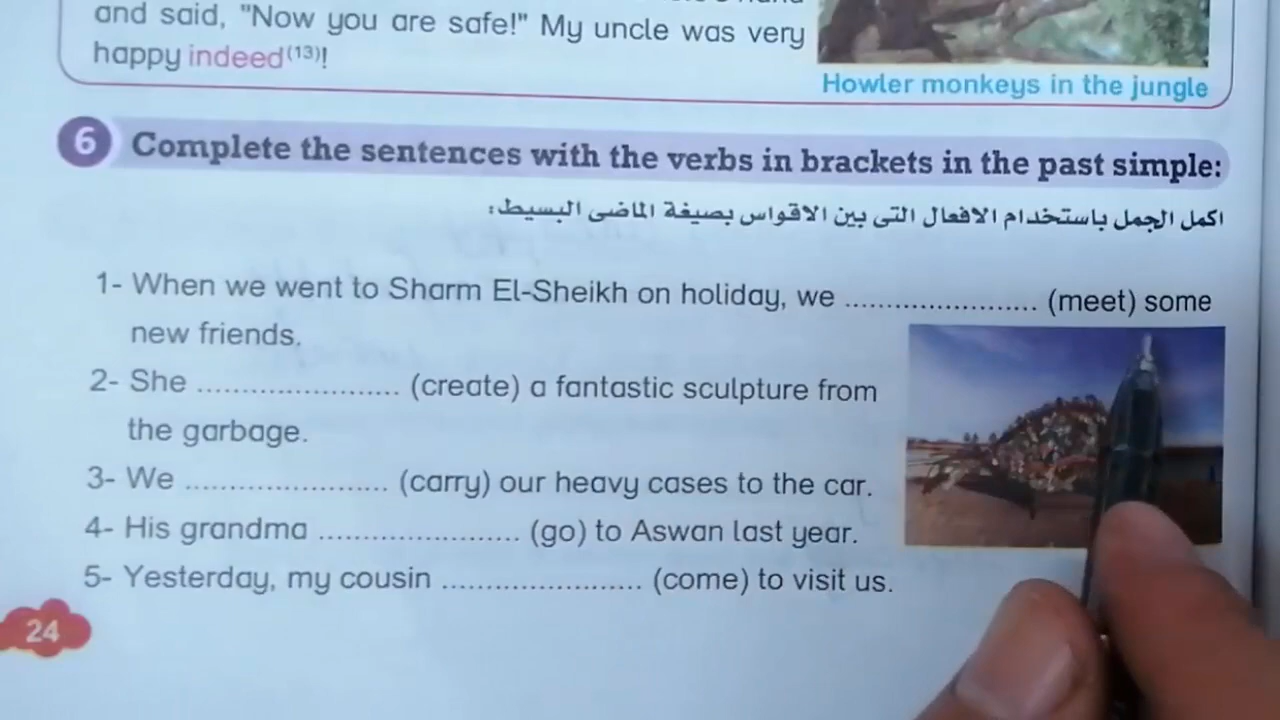 and said, "Now you are safe!" My uncle was very
happy indeed(13)!
Howler monkeys in the jungle
6 Complete the sentences with the verbs in brackets in the past simple:
اكمل الجمل باستخدام الافعال التى بين الاقواس بصيغة الماضى البسيط:
1- When we went to Sharm El-Sheikh on holiday, we ....................... (meet) some
new friends.
2- She ........................ (create) a fantastic sculpture from
the garbage.
3- We ........................ (carry) our heavy cases to the car.
4- His grandma ........................ (go) to Aswan last year.
5- Yesterday, my cousin ........................ (come) to visit us.
24